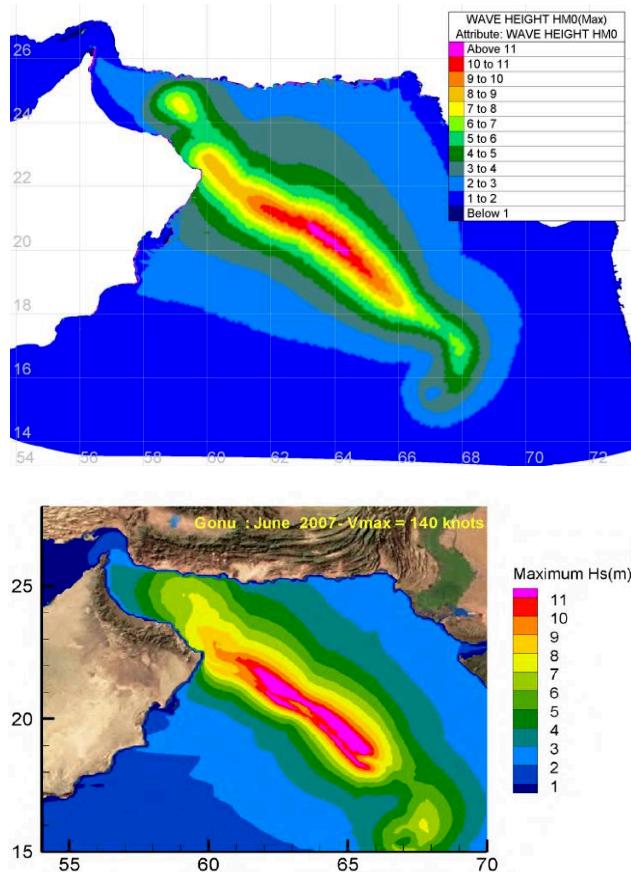 WAVE HEIGHT HM0(Max)
Attribute: WAVE HEIGHT HM0
Above 11
10 to 11
9 to 10
8 to 9
7 to 8
6 to 7
5 to 6
4 to 5
3 to 4
2 to 3
1 to 2
Below 1
26
24
22
20
18
16
14
54 56 58 60 62 64 66 68 70 72
Gonu : June 2007- Vmax = 140 knots
25
20
15
55 60 65 70
Maximum Hs(m)
11
10
9
8
7
6
5
4
3
2
1